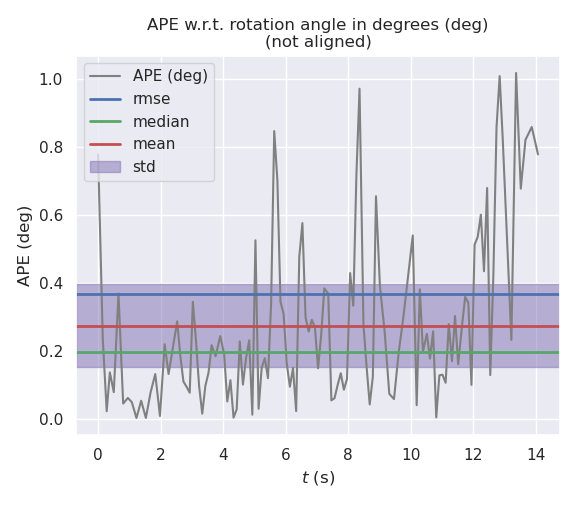 APE w.r.t. rotation angle in degrees (deg)
(not aligned)
APE (deg)
rmse
median
mean
std
APE (deg)
1.0
0.8
0.6
0.4
0.2
0.0
0 2 4 6 8 10 12 14
t (s)